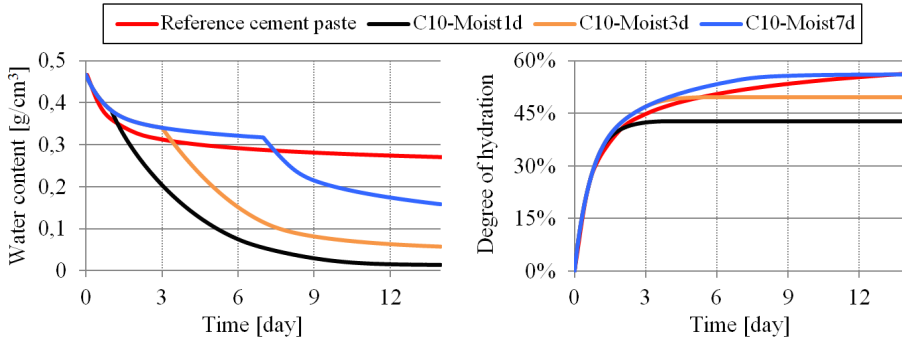 Reference cement paste C10-Moist1d C10-Moist3d C10-Moist7d
Water content [g/cm³]
0.5
0.4
0.3
0.2
0.1
0
0 3 6 9 12
Time [day]
Degree of hydration
60%
45%
30%
15%
0%
0 3 6 9 12
Time [day]